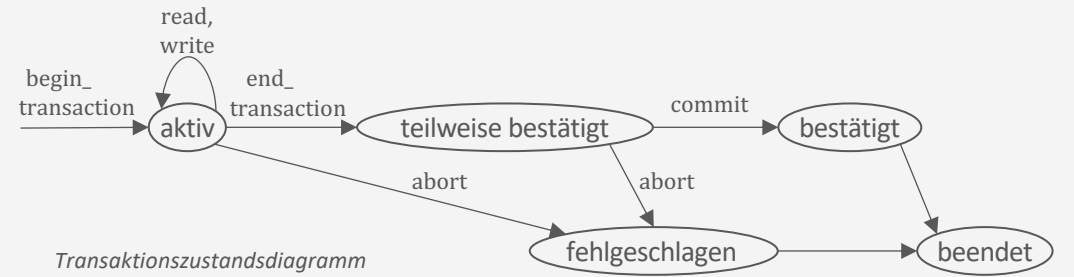 read,
write
begin_
transaction
end_
transaction
aktiv
teilweise bestätigt
commit
bestätigt
abort
abort
fehlgeschlagen
beendet
Transaktionszustandsdiagramm